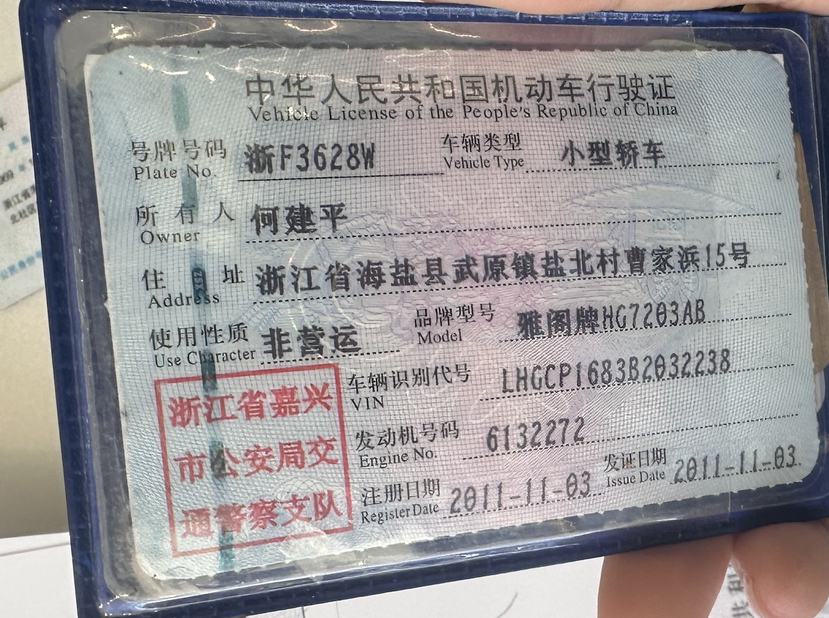 中华人民共和国机动车行驶证
Vehicle License of the People's Republic of China
号牌号码 浙F3628W 车辆类型 小型轿车
Plate No. Vehicle Type
所有人 何建平
Owner
住址 浙江省海盐县武原镇盐北村曹家浜15号
Address
使用性质 非营运 品牌型号 雅阁牌HG7203AB
Use Character Model
车辆识别代号 LHGCP1683B2032238
VIN
浙江省嘉兴
市公安局交
通警察支队
发动机号码 6132272
Engine No.
注册日期 2011-11-03 发证日期 2011-11-03
Register Date Issue Date